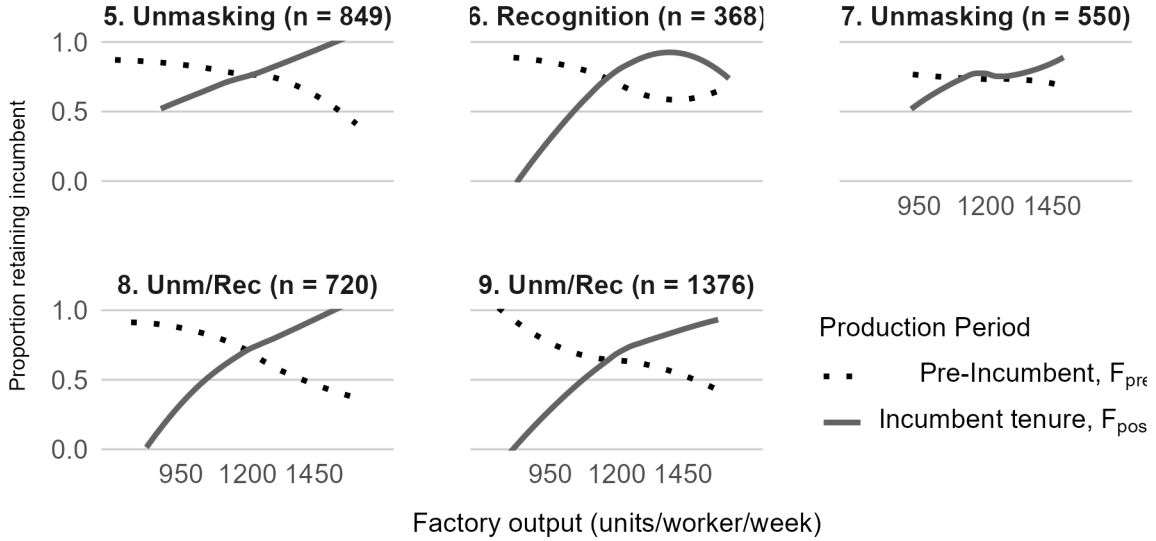 5. Unmasking (n = 849)
6. Recognition (n = 368)
7. Unmasking (n = 550)
1.0
0.5
0.0
950 1200 1450
8. Unm/Rec (n = 720)
9. Unm/Rec (n = 1376)
1.0
0.5
0.0
950 1200 1450
950 1200 1450
Proportion retaining incumbent
Factory output (units/worker/week)
Production Period
Pre-Incumbent, Fpre
Incumbent tenure, Fpos